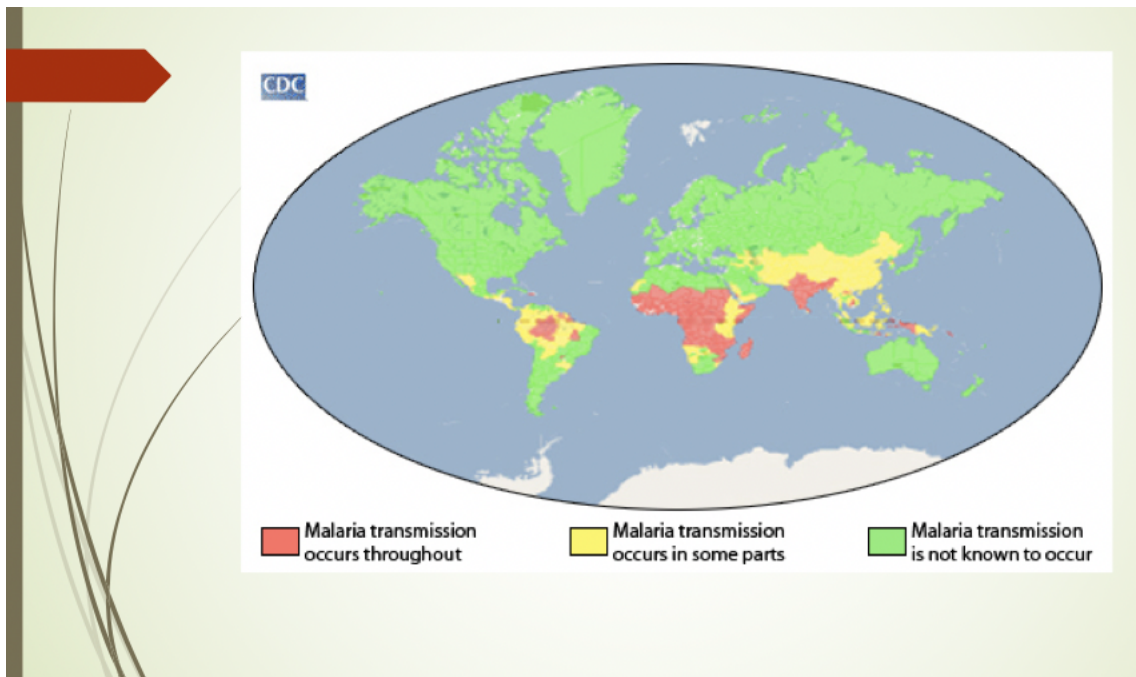 CDC
Malaria transmission
occurs throughout
Malaria transmission
occurs in some parts
Malaria transmission
is not known to occur